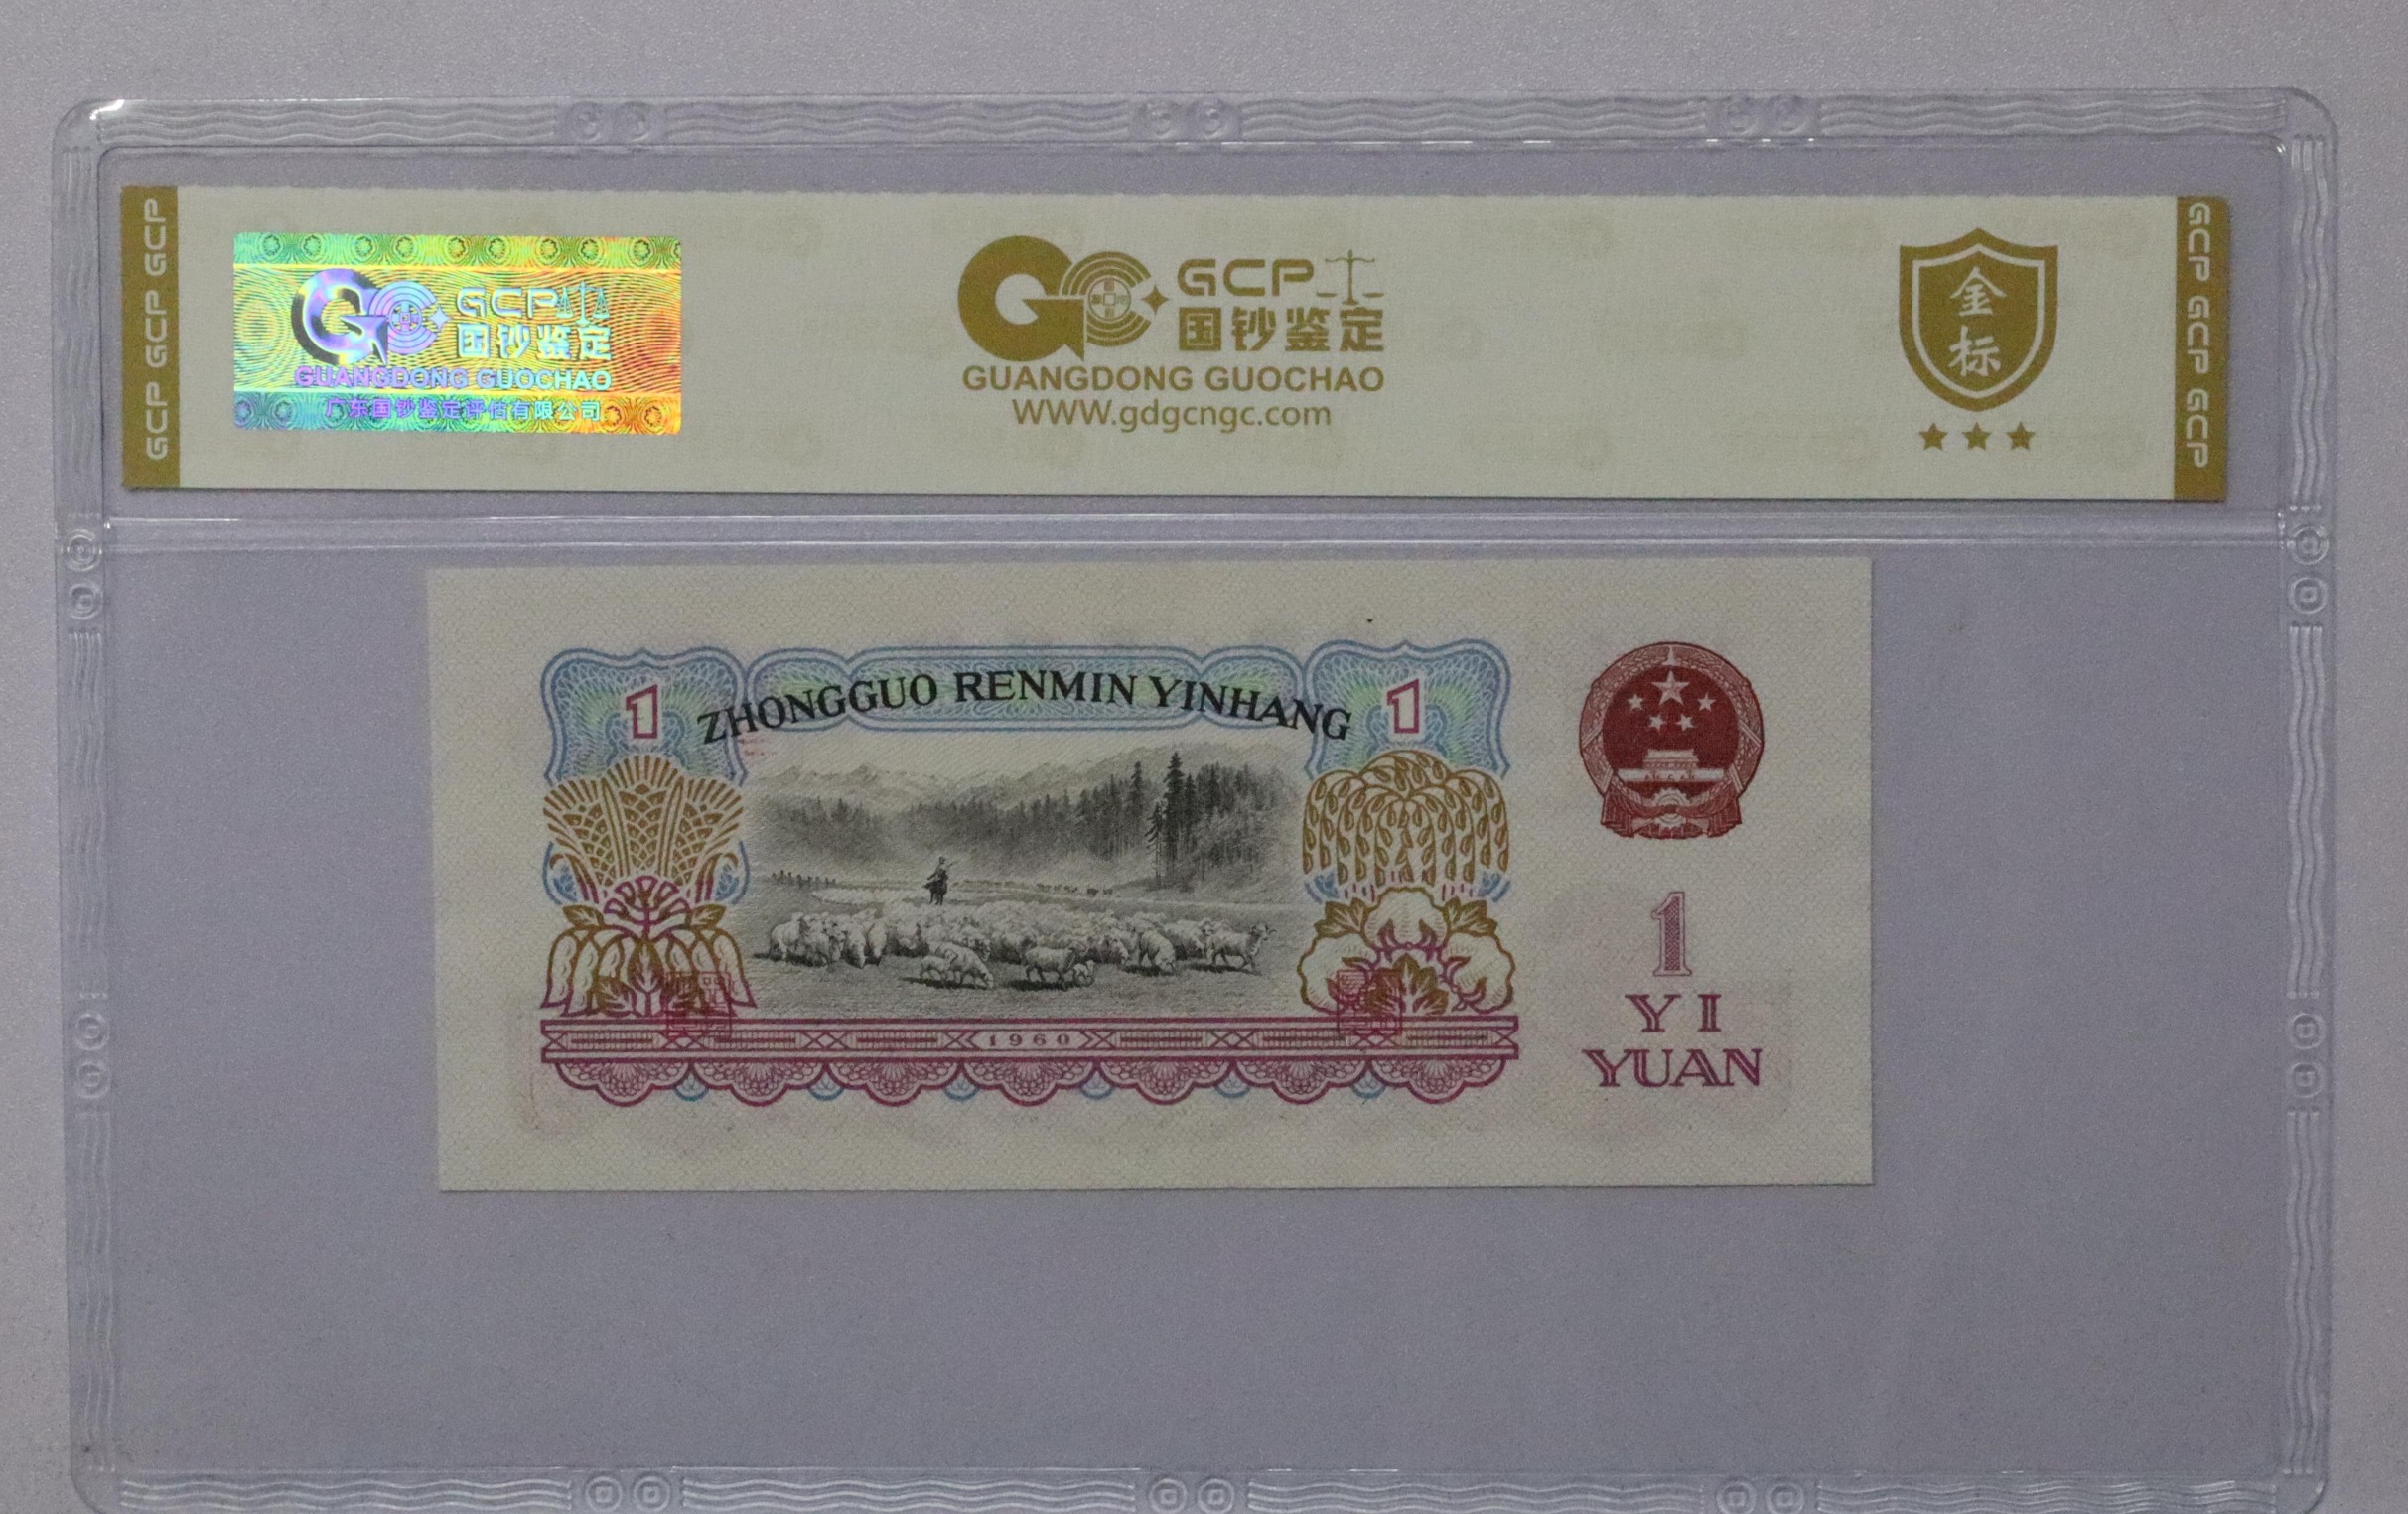 GCP GCP GCP
GCP
国钞鉴定
GUANGDONG GUOCHAO
广东国钞鉴定评估有限公司
GCP
国钞鉴定
GUANGDONG GUOCHAO
WWW.gdgcngc.com
金
标
GCP GCP GCP
1
ZHONGGUO RENMIN YINHANG
1
1960
1
YI
YUAN